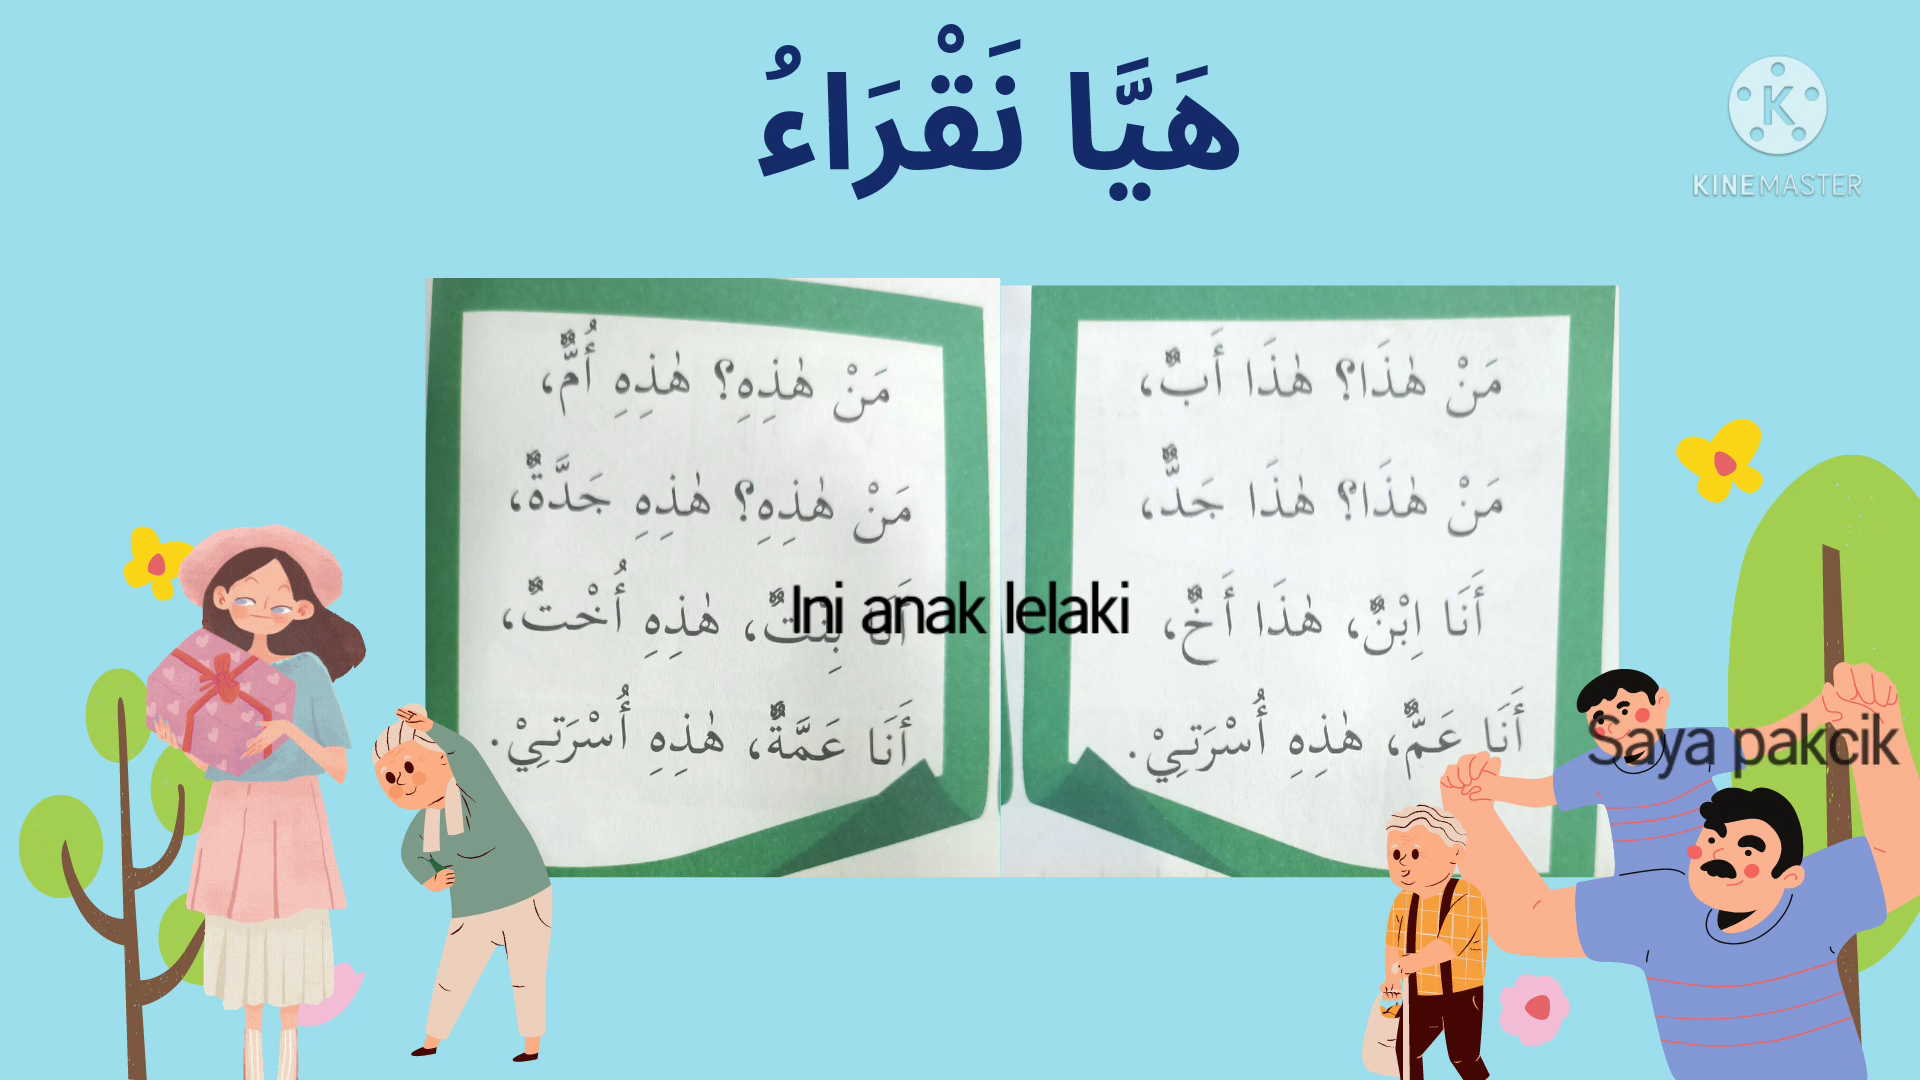 هَيَّا نَقْرَاءُ
KINEMASTER
مَنْ هٰذَا؟ هٰذَا أَبٌ،
مَنْ هٰذَا؟ هٰذَا جَدٌّ،
أَنَا اِبْنٌ، هٰذَا أَخٌ،
أَنَا عَمٌّ، هٰذِهِ أُسْرَتِيْ.
مَنْ هٰذِهِ؟ هٰذِهِ أُمٌّ،
مَنْ هٰذِهِ؟ هٰذِهِ جَدَّةٌ،
أَنَا بِنْتٌ، هٰذِهِ أُخْتٌ،
أَنَا عَمَّةٌ، هٰذِهِ أُسْرَتِيْ.
Ini anak lelaki
Saya pakcik